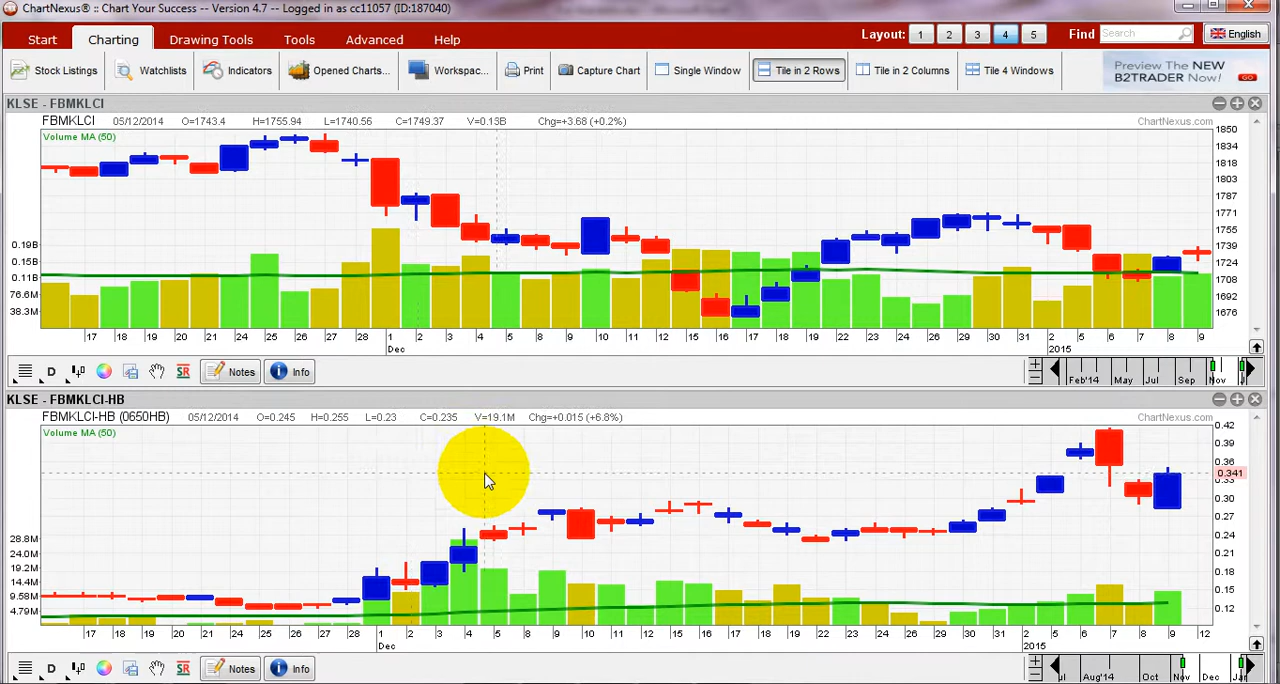 ChartNexus® :: Chart Your Success -- Version 4.7 -- Logged in as cc11057 (ID:187040)
Start Charting Drawing Tools Tools Advanced Help Layout: 1 2 3 4 5 Find Search English
Stock Listings Watchlists Indicators Opened Charts... Workspac... Print Capture Chart Single Window Tile in 2 Rows Tile in 2 Columns Tile 4 Windows Preview The NEW
B2TRADER Now! GO
KLSE - FBMKLCI
FBMKLCI 05/12/2014 O=1743.4 H=1755.94 L=1740.56 C=1749.37 V=0.13B Chg=+3.68 (+0.2%) ChartNexus.com
Volume MA (50)
1850
1834
1818
1803
1787
1771
1755
1739
1724
1708
1692
1676
0.19B
0.15B
0.11B
76.6M
38.3M
17 18 19 20 21 24 25 26 27 28 1 2 3 4 5 8 9 10 11 12 15 16 17 18 19 22 23 24 26 29 30 31 2 5 6 7 8 9
Dec 2015
D Notes Info SR Feb'14 May Jul Sep Nov
KLSE - FBMKLCI-HB
FBMKLCI-HB (0650HB) 05/12/2014 O=0.245 H=0.255 L=0.23 C=0.235 V=19.1M Chg=+0.015 (+6.8%) ChartNexus.com
Volume MA (50)
0.42
0.39
0.36
0.341
0.33
0.30
0.27
0.24
0.21
0.18
0.15
0.12
28.8M
24.0M
19.2M
14.4M
9.58M
4.79M
17 18 19 20 21 24 25 26 27 28 1 2 3 4 5 8 9 10 11 12 15 16 17 18 19 22 23 24 26 29 30 31 2 5 6 7 8 9 12
Dec 2015
D SR Notes Info Aug'14 Oct Nov Dec